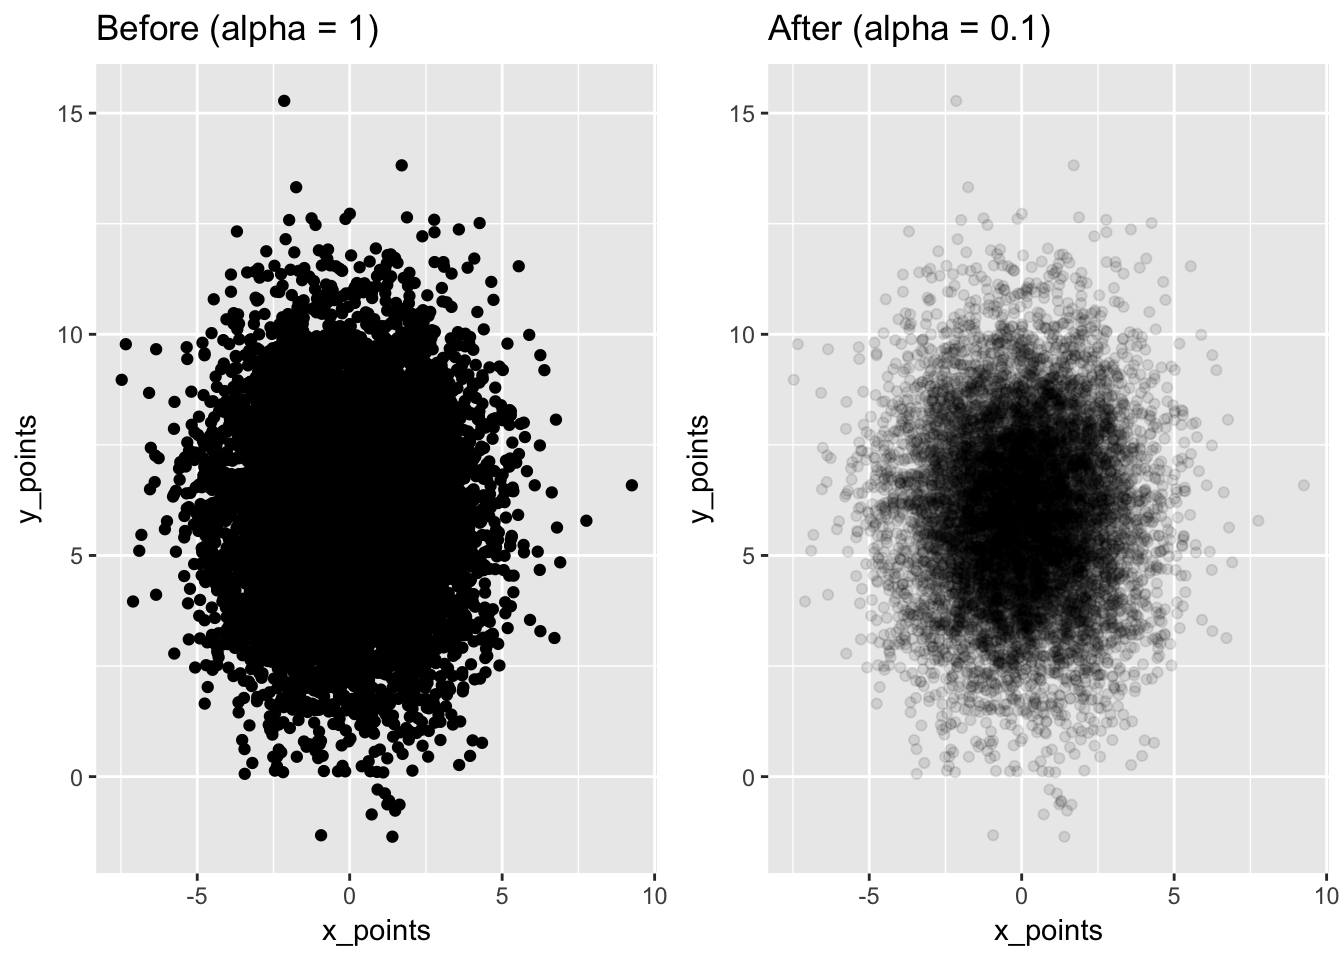 Before (alpha = 1)
15
10
5
0
y_points
-5 0 5 10
x_points
After (alpha = 0.1)
15
10
5
0
y_points
-5 0 5 10
x_points